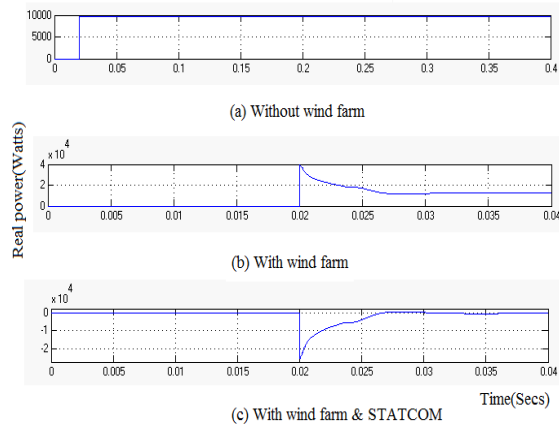 10000
5000
0
0 0.05 0.1 0.15 0.2 0.25 0.3 0.35 0.4
(a) Without wind farm
Real power(Watts)
x 10^4
4
2
0
0 0.005 0.01 0.015 0.02 0.025 0.03 0.035 0.04
(b) With wind farm
x 10^4
0
-1
-2
0 0.005 0.01 0.015 0.02 0.025 0.03 0.035 0.04
Time(Secs)
(c) With wind farm & STATCOM